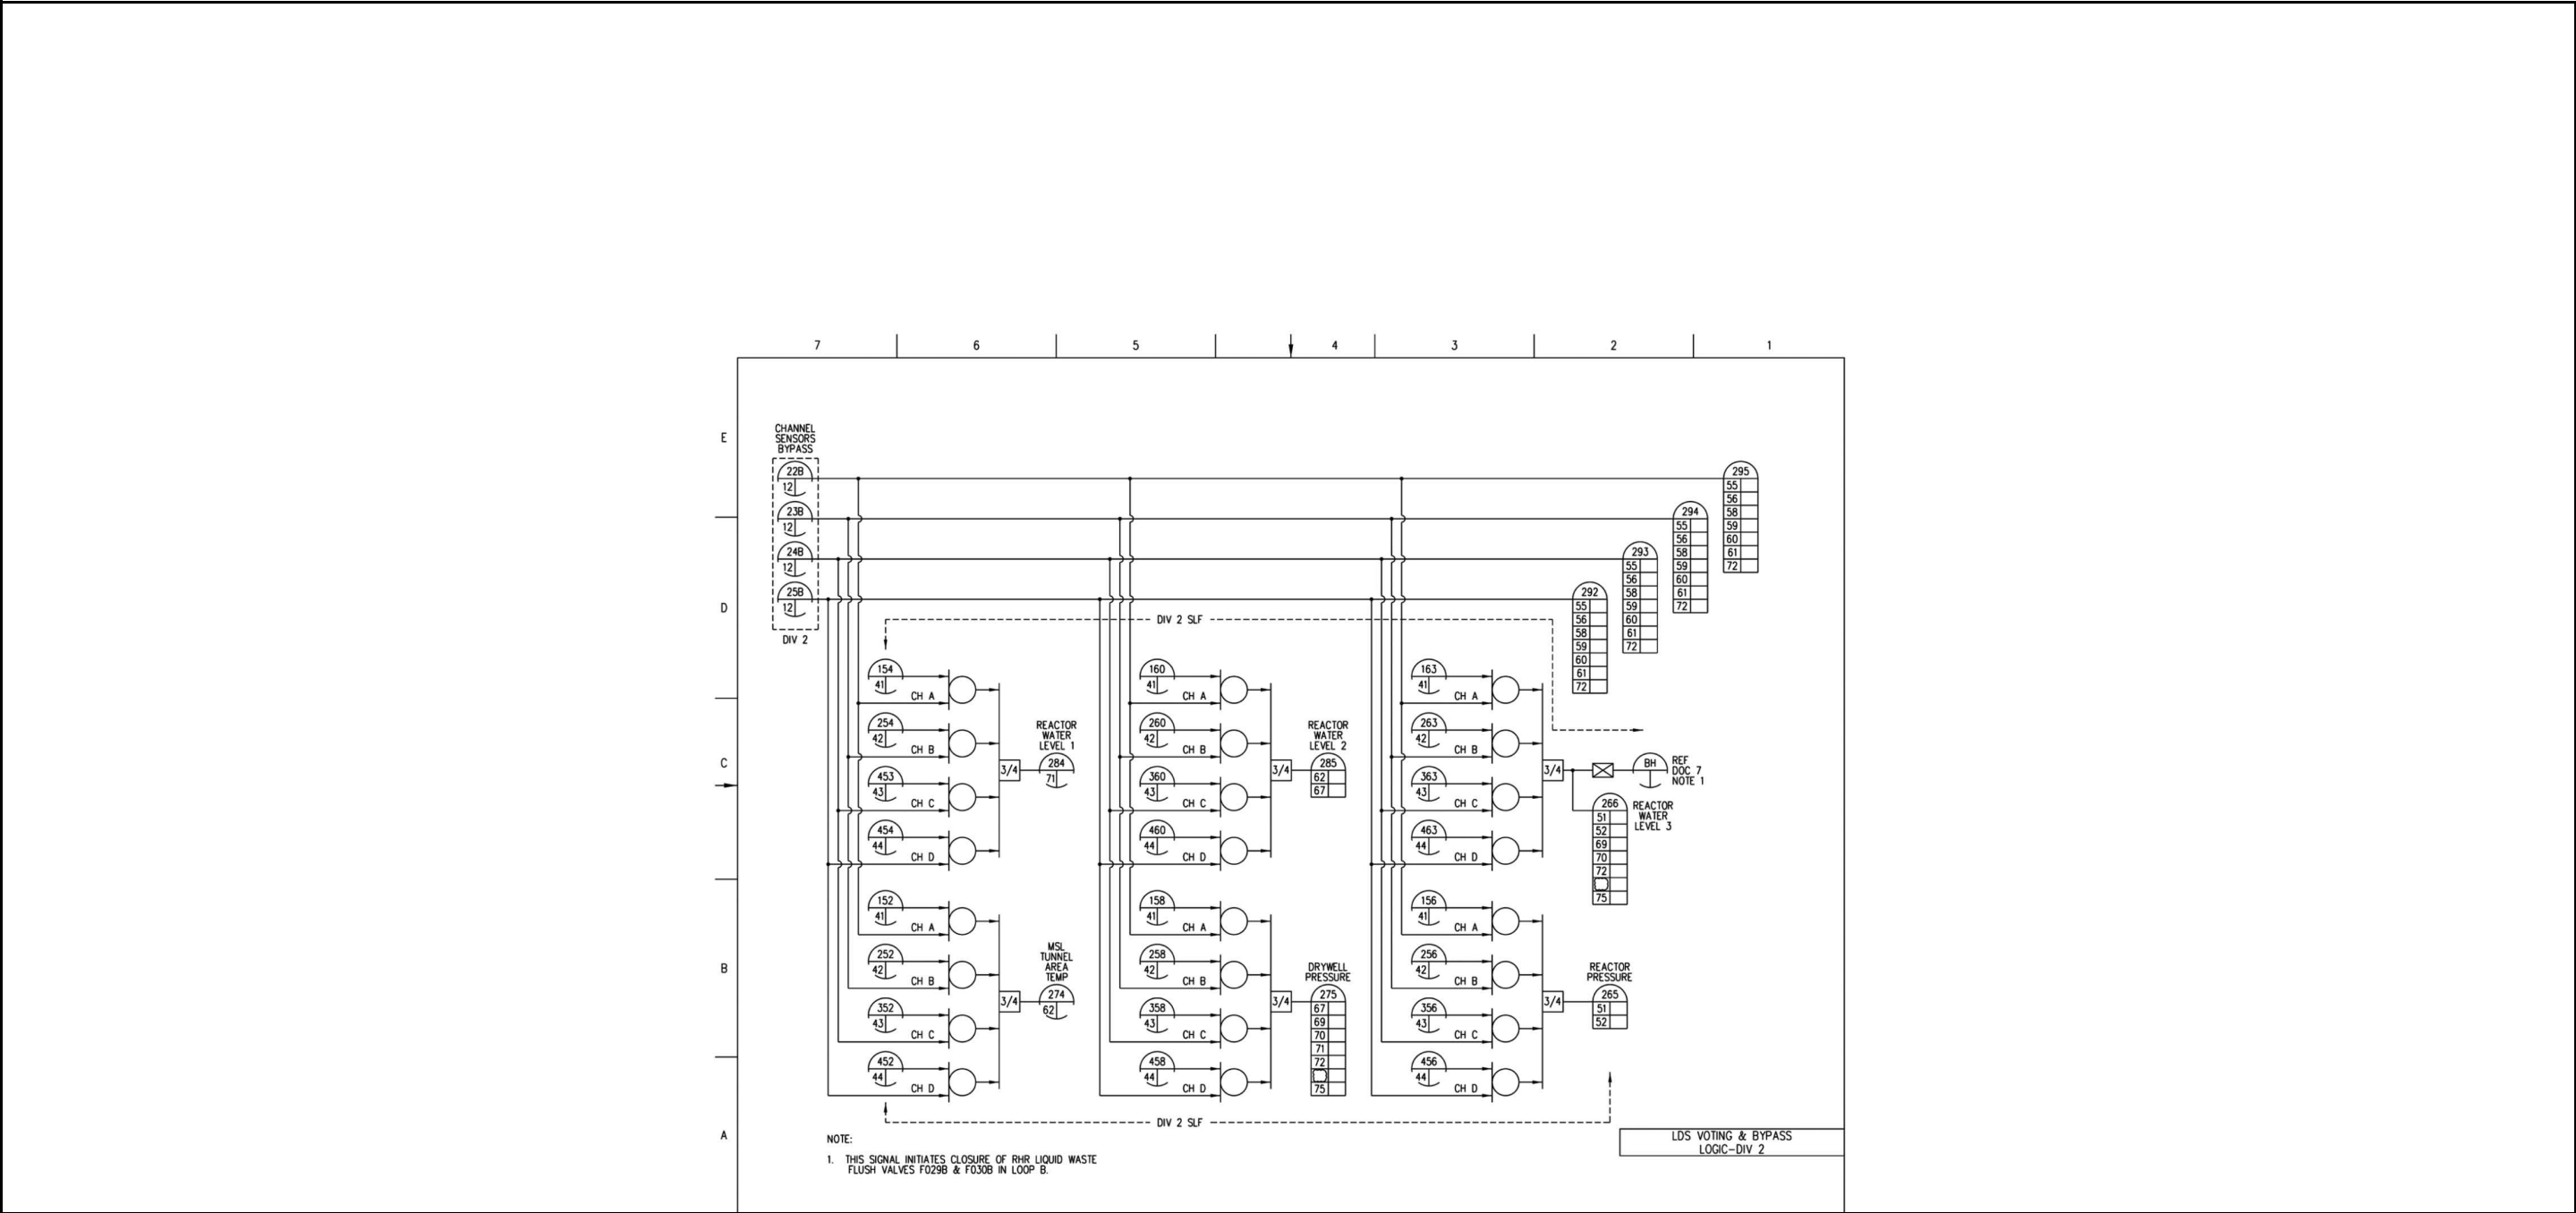 7 6 5 4 3 2 1
E
D
C
B
A
CHANNEL
SENSORS
BYPASS
22B
12
23B
12
24B
12
25B
12
DIV 2
295
55
56
58
59
60
61
72
294
55
56
58
59
60
61
72
293
55
56
58
59
60
61
72
292
55
56
58
59
60
61
72
DIV 2 SLF
154
41
CH A
254
42
CH B
453
43
CH C
454
44
CH D
3/4
REACTOR
WATER
LEVEL 1
284
71
160
41
CH A
260
42
CH B
360
43
CH C
460
44
CH D
3/4
REACTOR
WATER
LEVEL 2
285
62
67
163
41
CH A
263
42
CH B
363
43
CH C
463
44
CH D
3/4
BH
REF
DOC 7
NOTE 1
266
51
52
69
70
72
75
REACTOR
WATER
LEVEL 3
152
41
CH A
252
42
CH B
352
43
CH C
452
44
CH D
3/4
MSL
TUNNEL
AREA
TEMP
274
62
158
41
CH A
258
42
CH B
358
43
CH C
458
44
CH D
3/4
DRYWELL
PRESSURE
275
67
69
70
71
72
75
156
41
CH A
256
42
CH B
356
43
CH C
456
44
CH D
3/4
REACTOR
PRESSURE
265
51
52
DIV 2 SLF
NOTE:
1. THIS SIGNAL INITIATES CLOSURE OF RHR LIQUID WASTE
FLUSH VALVES F029B & F030B IN LOOP B.
LDS VOTING & BYPASS
LOGIC-DIV 2